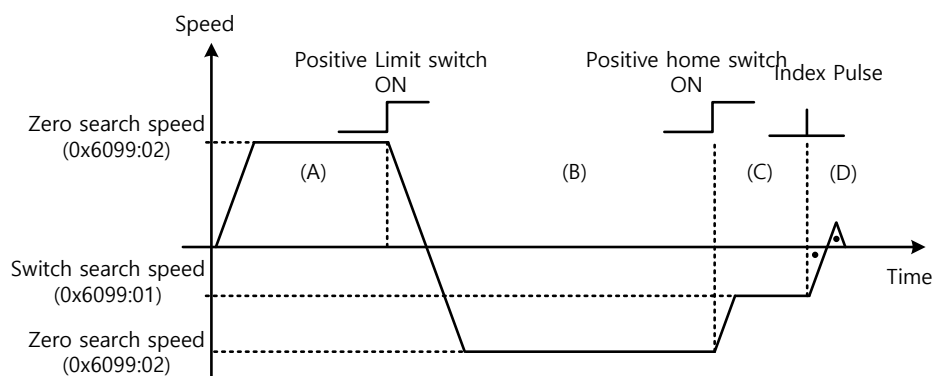 Speed
Positive Limit switch
ON
Positive home switch
ON
Index Pulse
Zero search speed
(0x6099:02)
(A)
(B)
(C)
(D)
Switch search speed
(0x6099:01)
Time
Zero search speed
(0x6099:02)